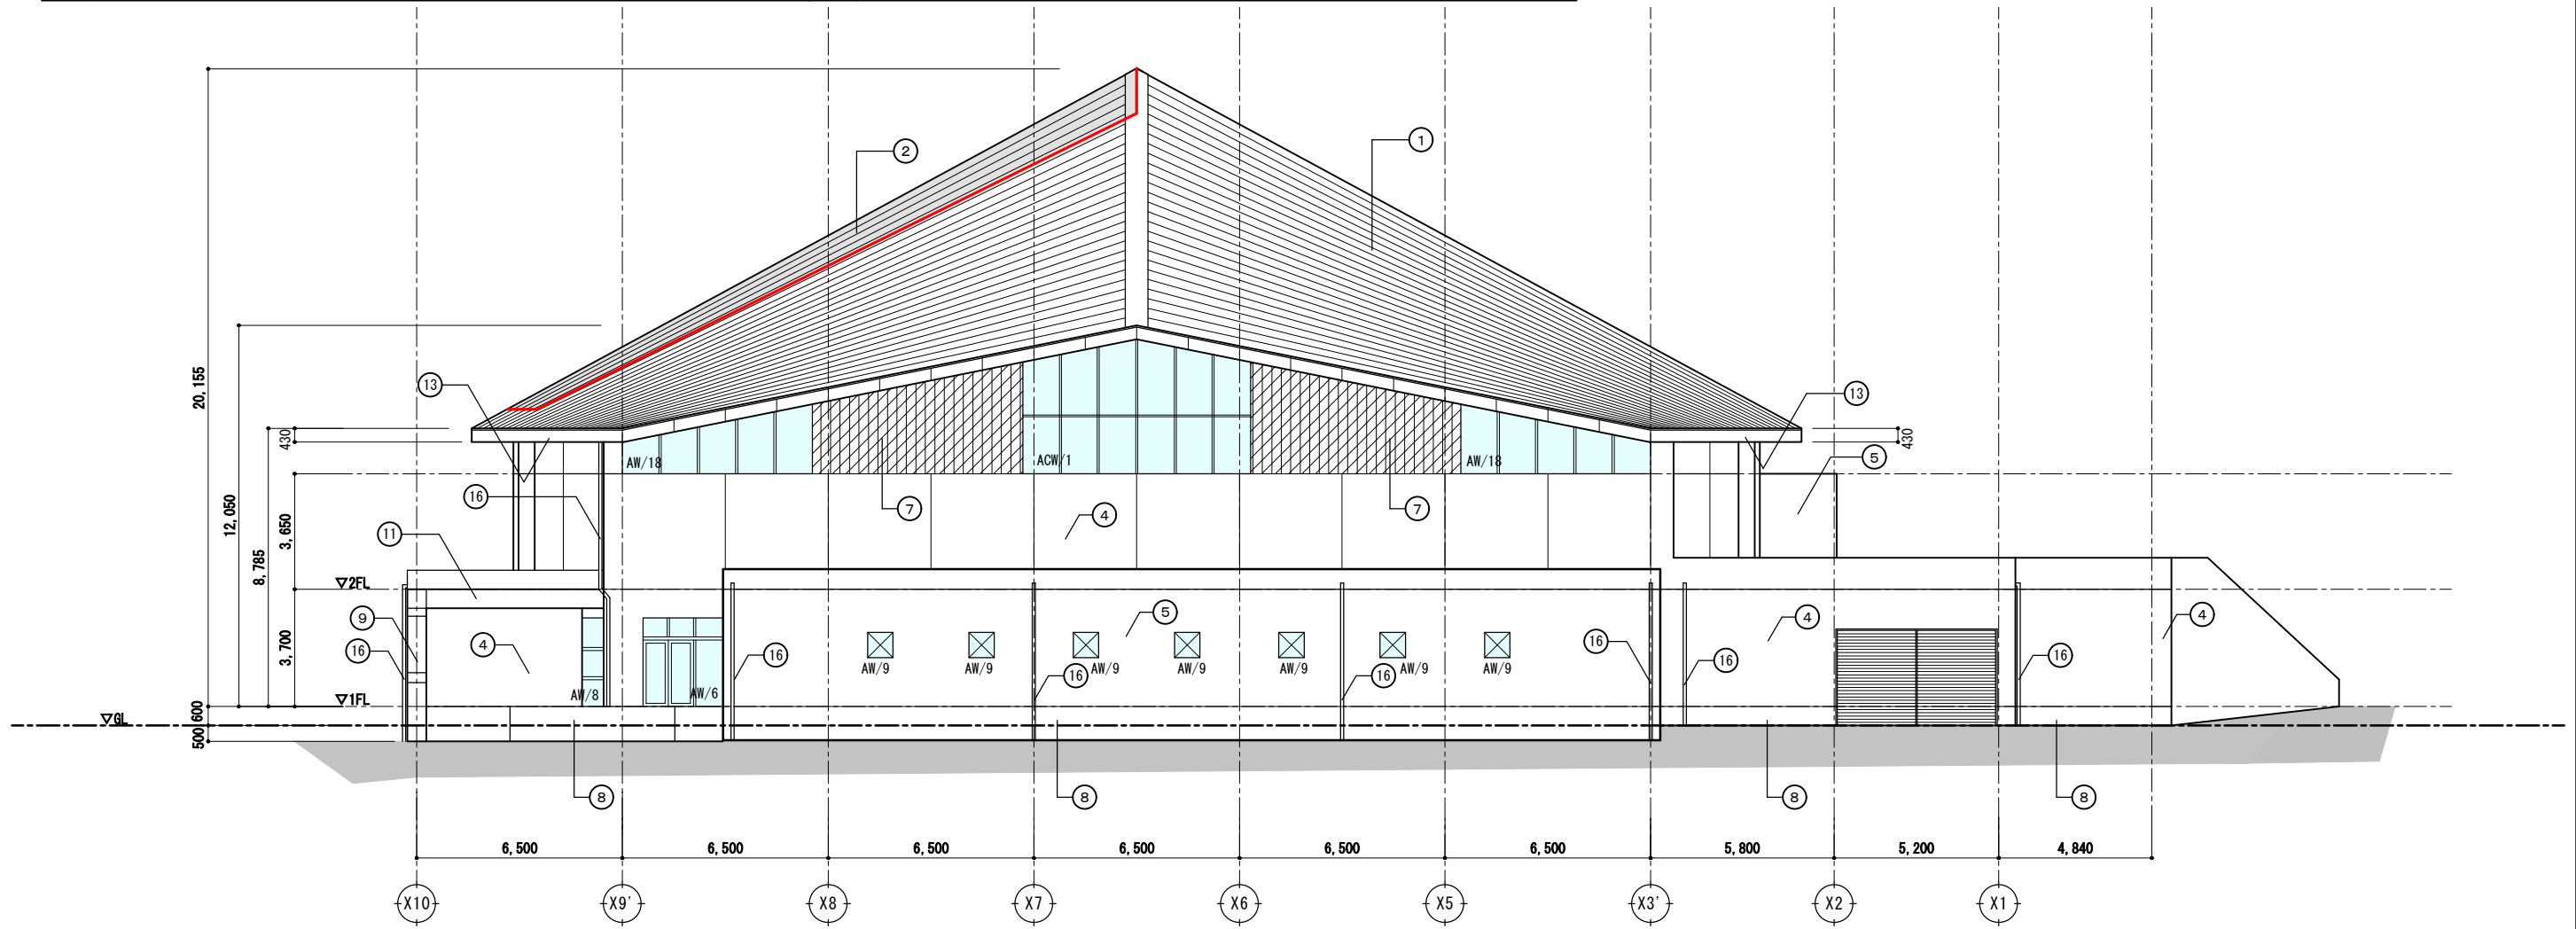 ②
①
20,155
12,050
8,785
3,650
3,700
430
430
600
500
⑬
⑬
AW/18
ACW/1
AW/18
⑤
⑯
⑦
④
⑦
⑪
▽2FL
⑨
④
⑯
AW/8
AW/6
⑯
AW/9
AW/9
⑯
AW/9
⑤
AW/9
AW/9
⑯
AW/9
AW/9
⑯
⑯
④
⑯
④
▽1FL
▽GL
⑧
⑧
⑧
⑧
6,500
6,500
6,500
6,500
6,500
6,500
5,800
5,200
4,840
X10
X9'
X8
X7
X6
X5
X3'
X2
X1